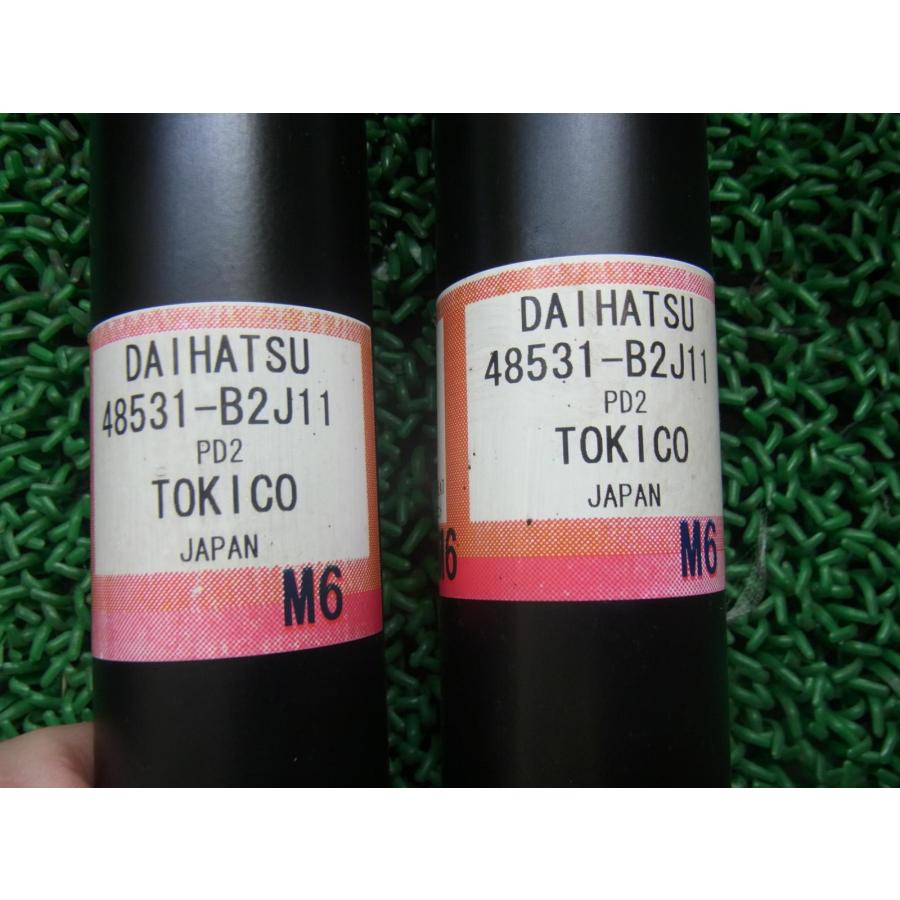 DAIHATSU
48531-B2J11
PD2
TOKICO
JAPAN
M6
DAIHATSU
48531-B2J11
PD2
TOKICO
JAPAN
M6